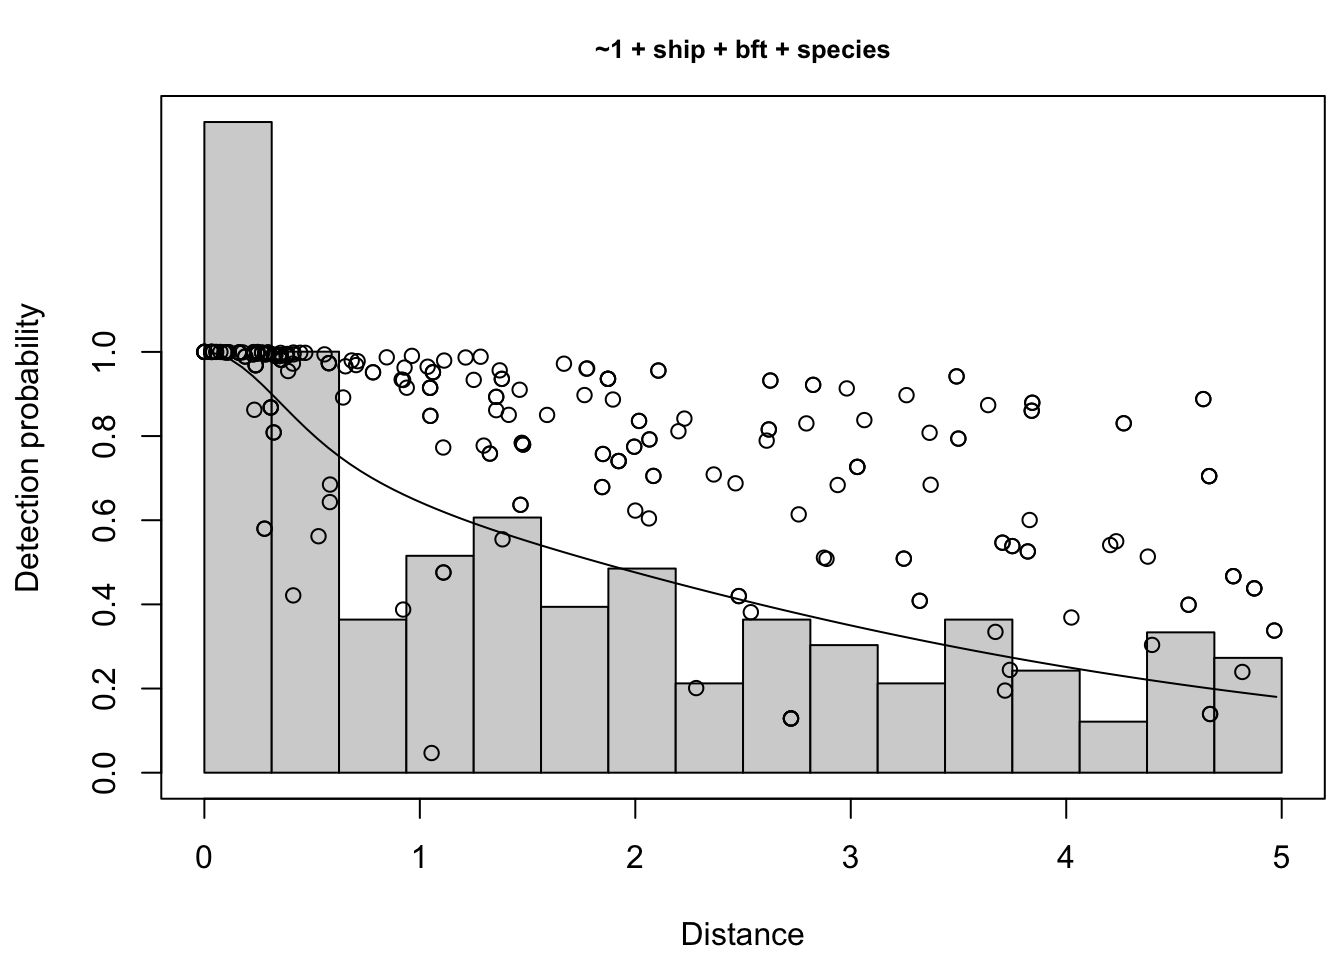 ~1 + ship + bft + species
Detection probability
1.0
0.8
0.6
0.4
0.2
0.0
0 1 2 3 4 5
Distance